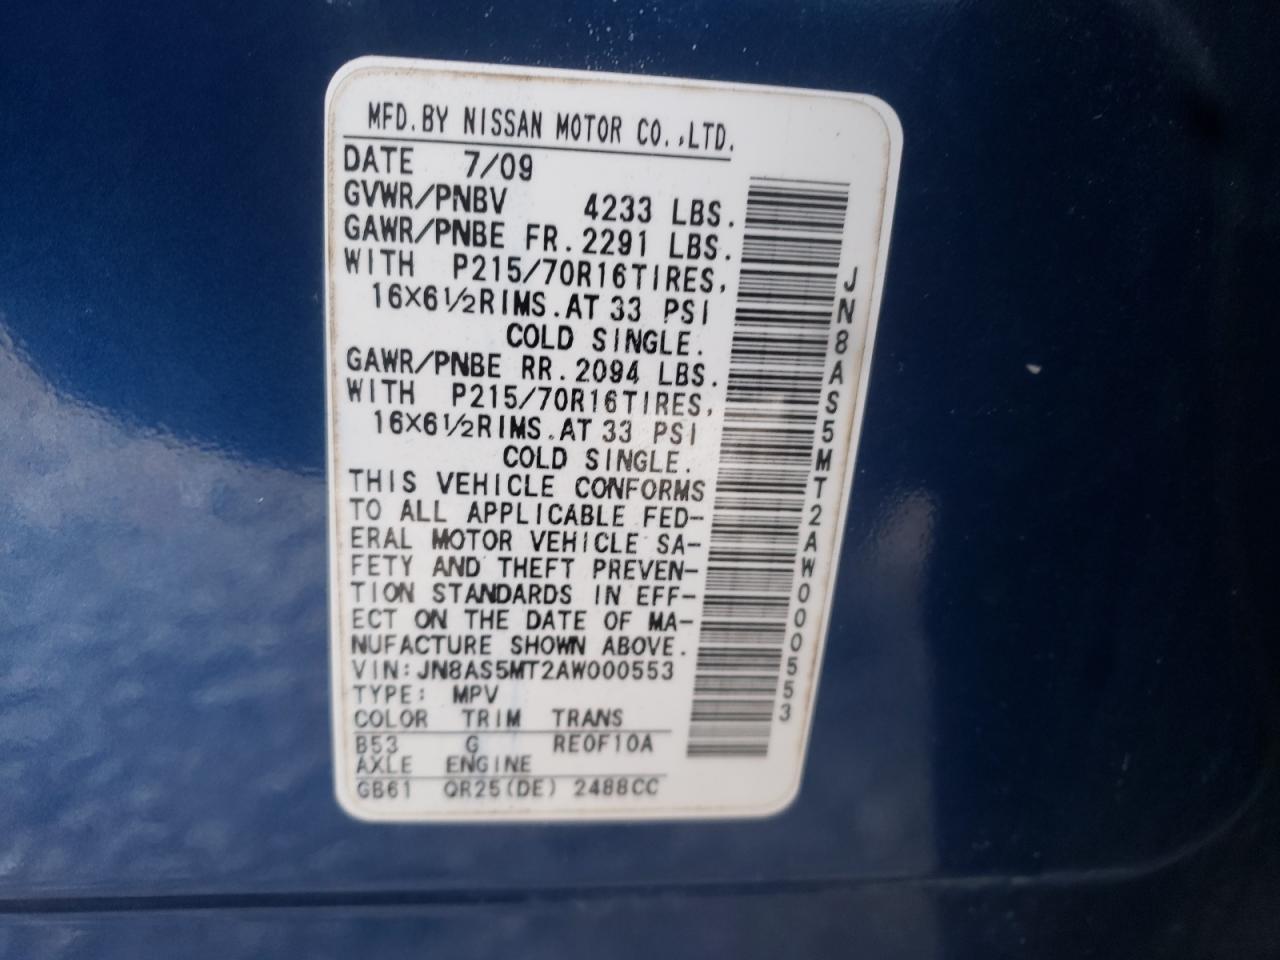 MFD. BY NISSAN MOTOR CO.,LTD.
DATE 7/09
GVWR/PNBV 4233 LBS.
GAWR/PNBE FR. 2291 LBS.
WITH P215/70R16TIRES,
16×6½RIMS. AT 33 PSI
COLD SINGLE.
GAWR/PNBE RR. 2094 LBS.
WITH P215/70R16TIRES,
16×6½RIMS. AT 33 PSI
COLD SINGLE.
THIS VEHICLE CONFORMS
TO ALL APPLICABLE FED-
ERAL MOTOR VEHICLE SA-
FETY AND THEFT PREVEN-
TION STANDARDS IN EFF-
ECT ON THE DATE OF MA-
NUFACTURE SHOWN ABOVE.
VIN: JN8AS5MT2AW000553
TYPE: MPV
COLOR TRIM TRANS
B53 G RE0F10A
AXLE ENGINE
GB61 QR25(DE) 2488CC
JN8AS5MT2AW000553